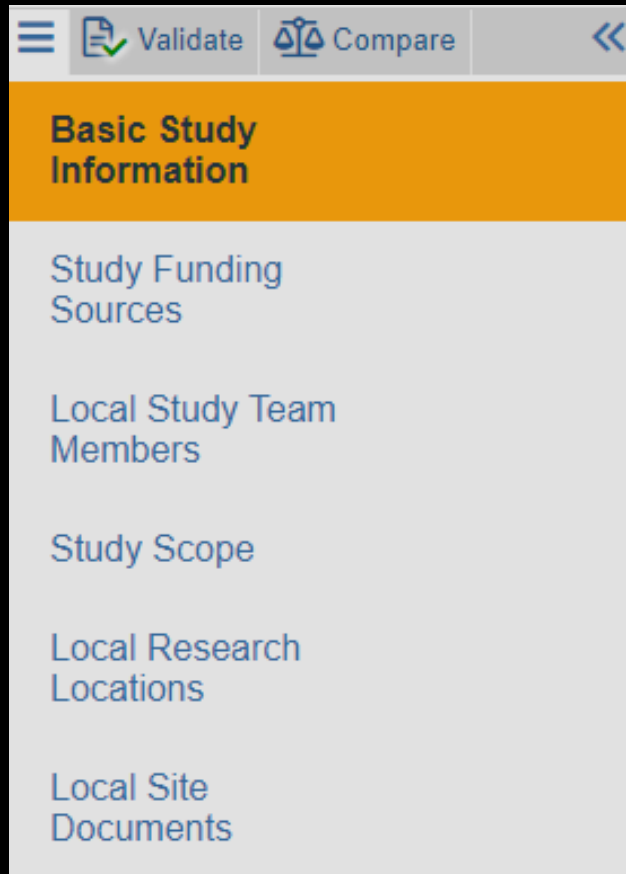 Validate Compare
Basic Study
Information
Study Funding
Sources
Local Study Team
Members
Study Scope
Local Research
Locations
Local Site
Documents